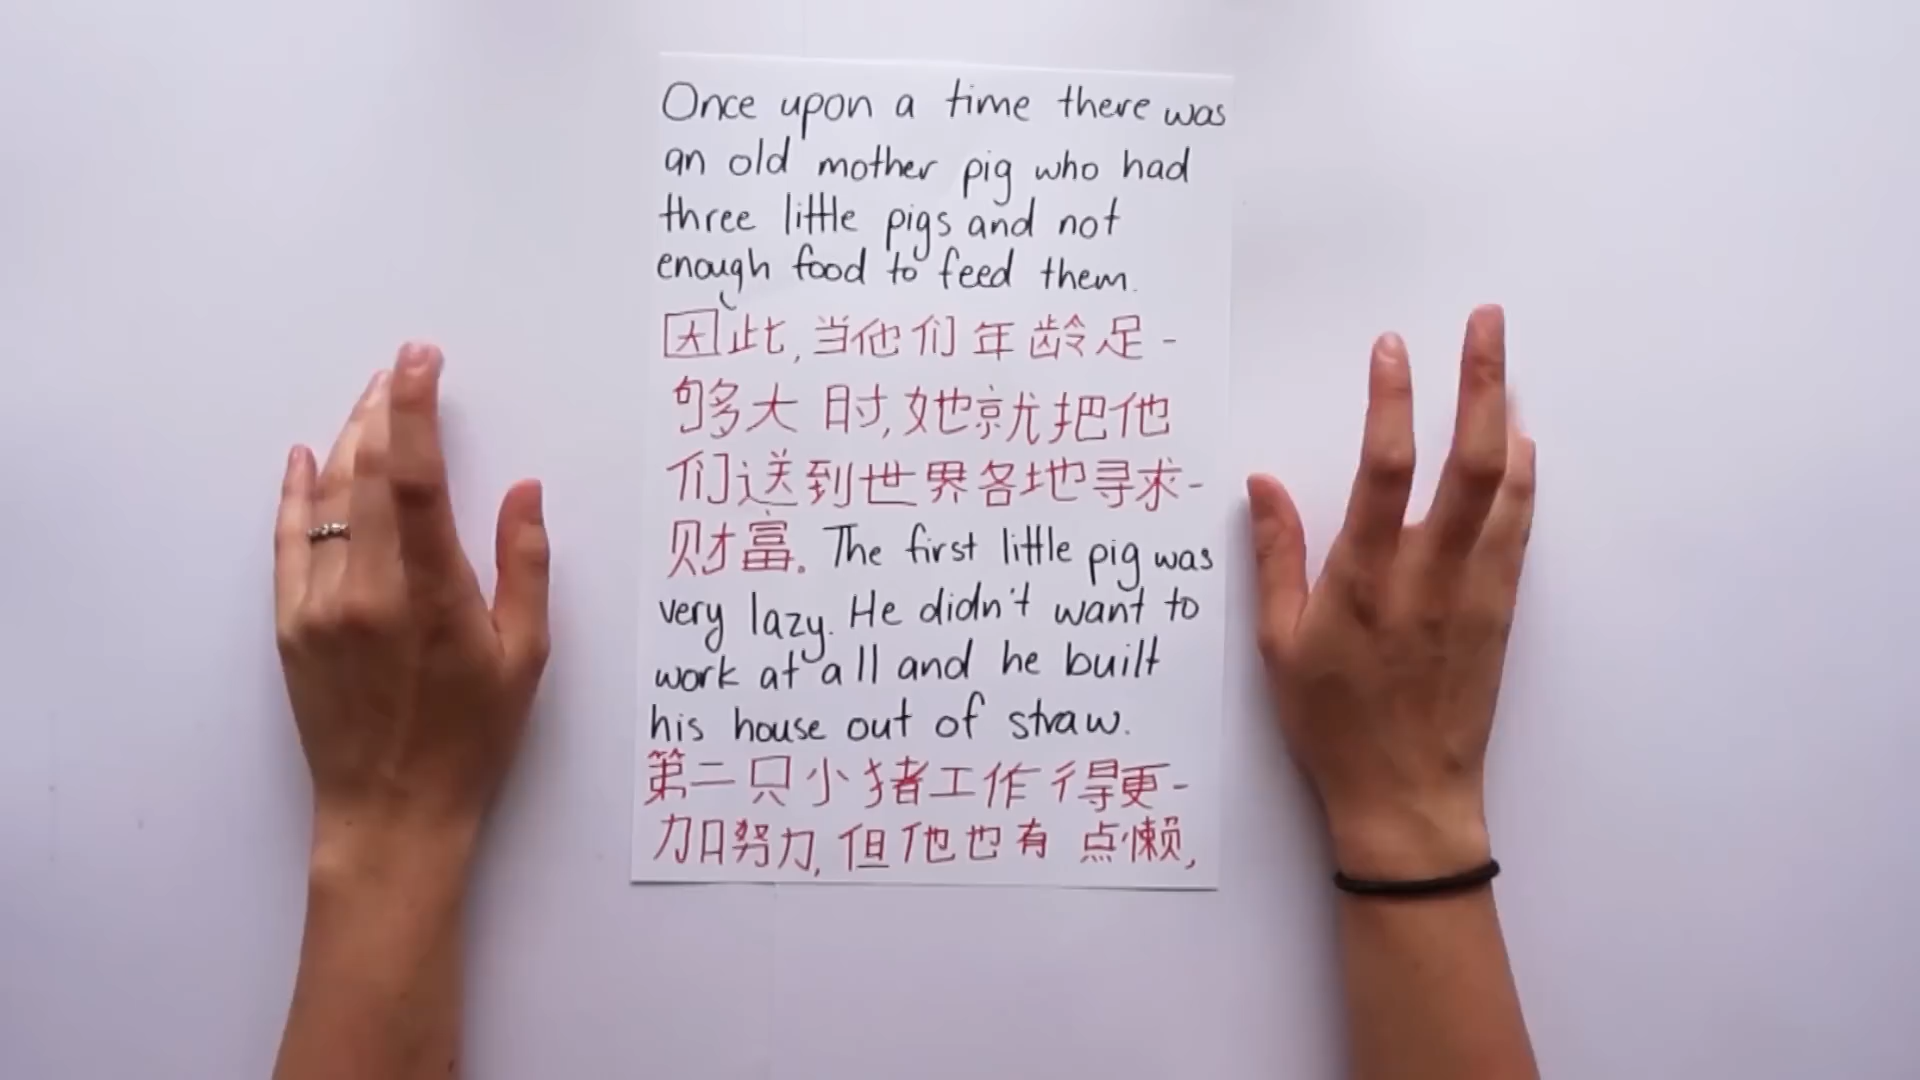 Once upon a time there was
an old mother pig who had
three little pigs and not
enough food to feed them.
因此,当他们年龄足-
够多大时,她就把他
们送到世界各地寻求-
财富。The first little pig was
very lazy. He didn't want to
work at all and he built
his house out of straw.
第二只小猪工作得更-
加努力,但他也有点懒,